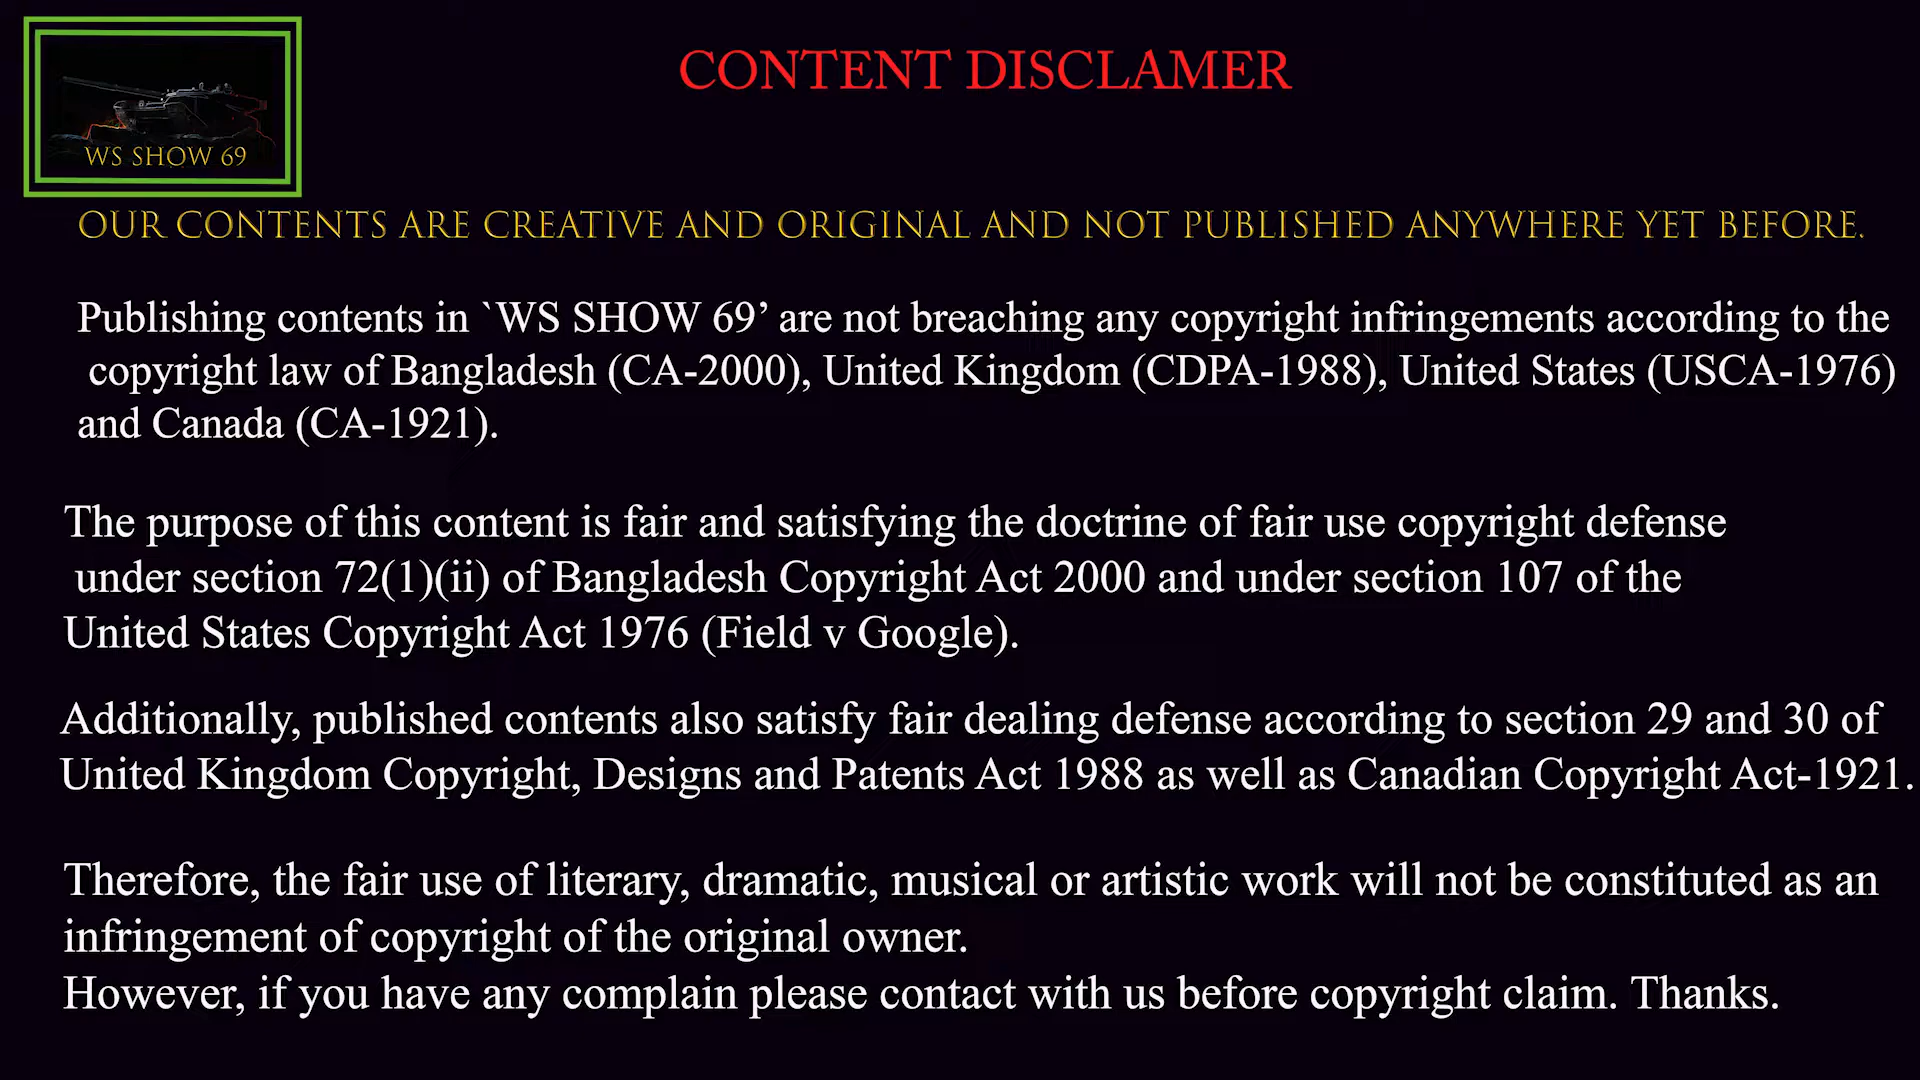 CONTENT DISCLAMER
WS SHOW 69
OUR CONTENTS ARE CREATIVE AND ORIGINAL AND NOT PUBLISHED ANYWHERE YET BEFORE.
Publishing contents in `WS SHOW 69’ are not breaching any copyright infringements according to the
copyright law of Bangladesh (CA-2000), United Kingdom (CDPA-1988), United States (USCA-1976)
and Canada (CA-1921).
The purpose of this content is fair and satisfying the doctrine of fair use copyright defense
under section 72(1)(ii) of Bangladesh Copyright Act 2000 and under section 107 of the
United States Copyright Act 1976 (Field v Google).
Additionally, published contents also satisfy fair dealing defense according to section 29 and 30 of
United Kingdom Copyright, Designs and Patents Act 1988 as well as Canadian Copyright Act-1921.
Therefore, the fair use of literary, dramatic, musical or artistic work will not be constituted as an
infringement of copyright of the original owner.
However, if you have any complain please contact with us before copyright claim. Thanks.